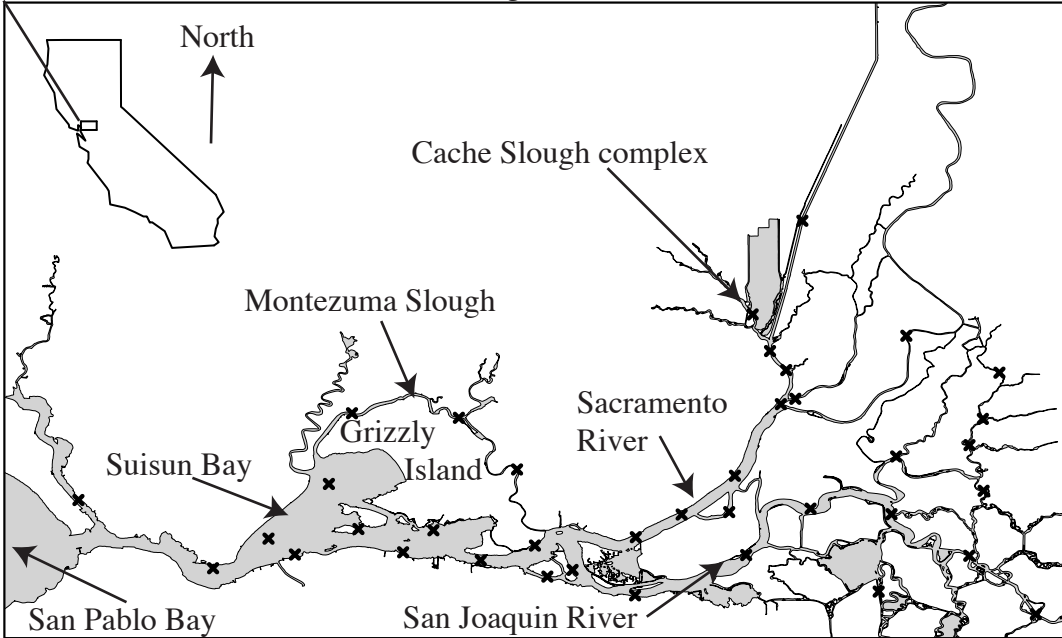 North
Cache Slough complex
Montezuma Slough
Grizzly
Island
Sacramento
River
Suisun Bay
San Pablo Bay
San Joaquin River